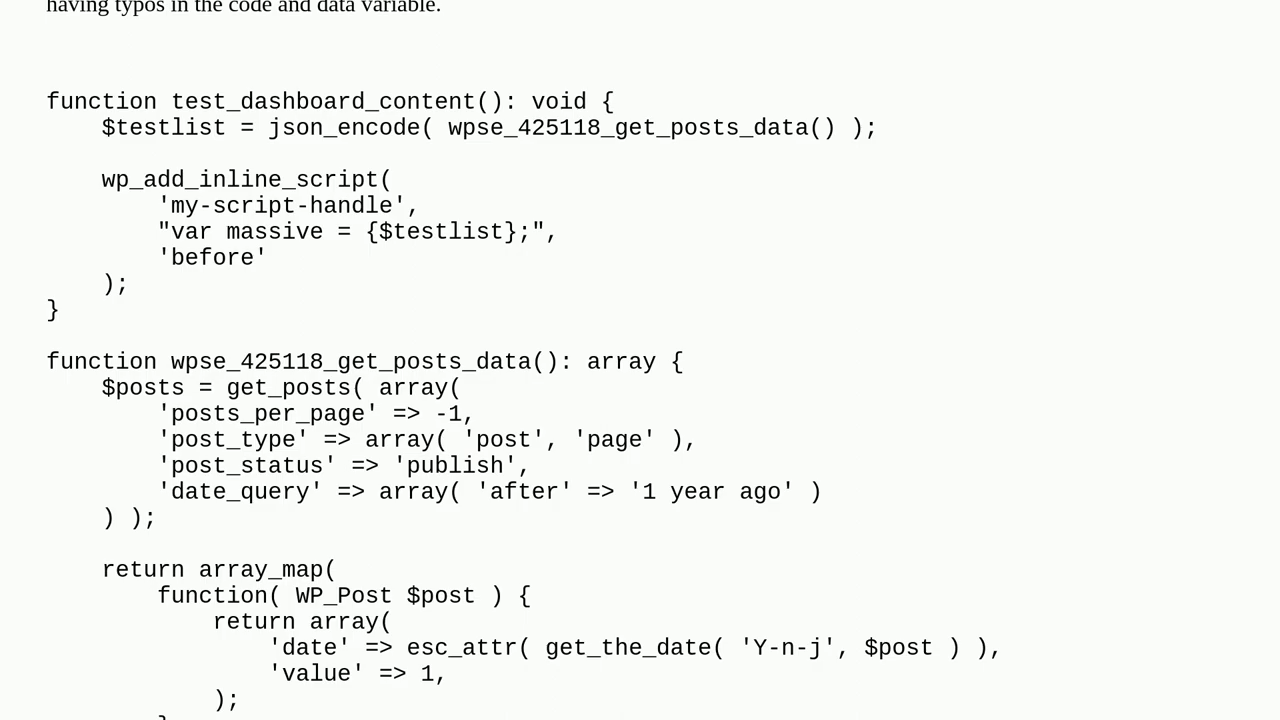 having typos in the code and data variable.
function test_dashboard_content(): void {
    $testlist = json_encode( wpse_425118_get_posts_data() );
    wp_add_inline_script(
        'my-script-handle',
        "var massive = {$testlist};",
        'before'
    );
}
function wpse_425118_get_posts_data(): array {
    $posts = get_posts( array(
        'posts_per_page' => -1,
        'post_type' => array( 'post', 'page' ),
        'post_status' => 'publish',
        'date_query' => array( 'after' => '1 year ago' )
    ) );
    return array_map(
        function( WP_Post $post ) {
            return array(
                'date' => esc_attr( get_the_date( 'Y-n-j', $post ) ),
                'value' => 1,
            );
        }